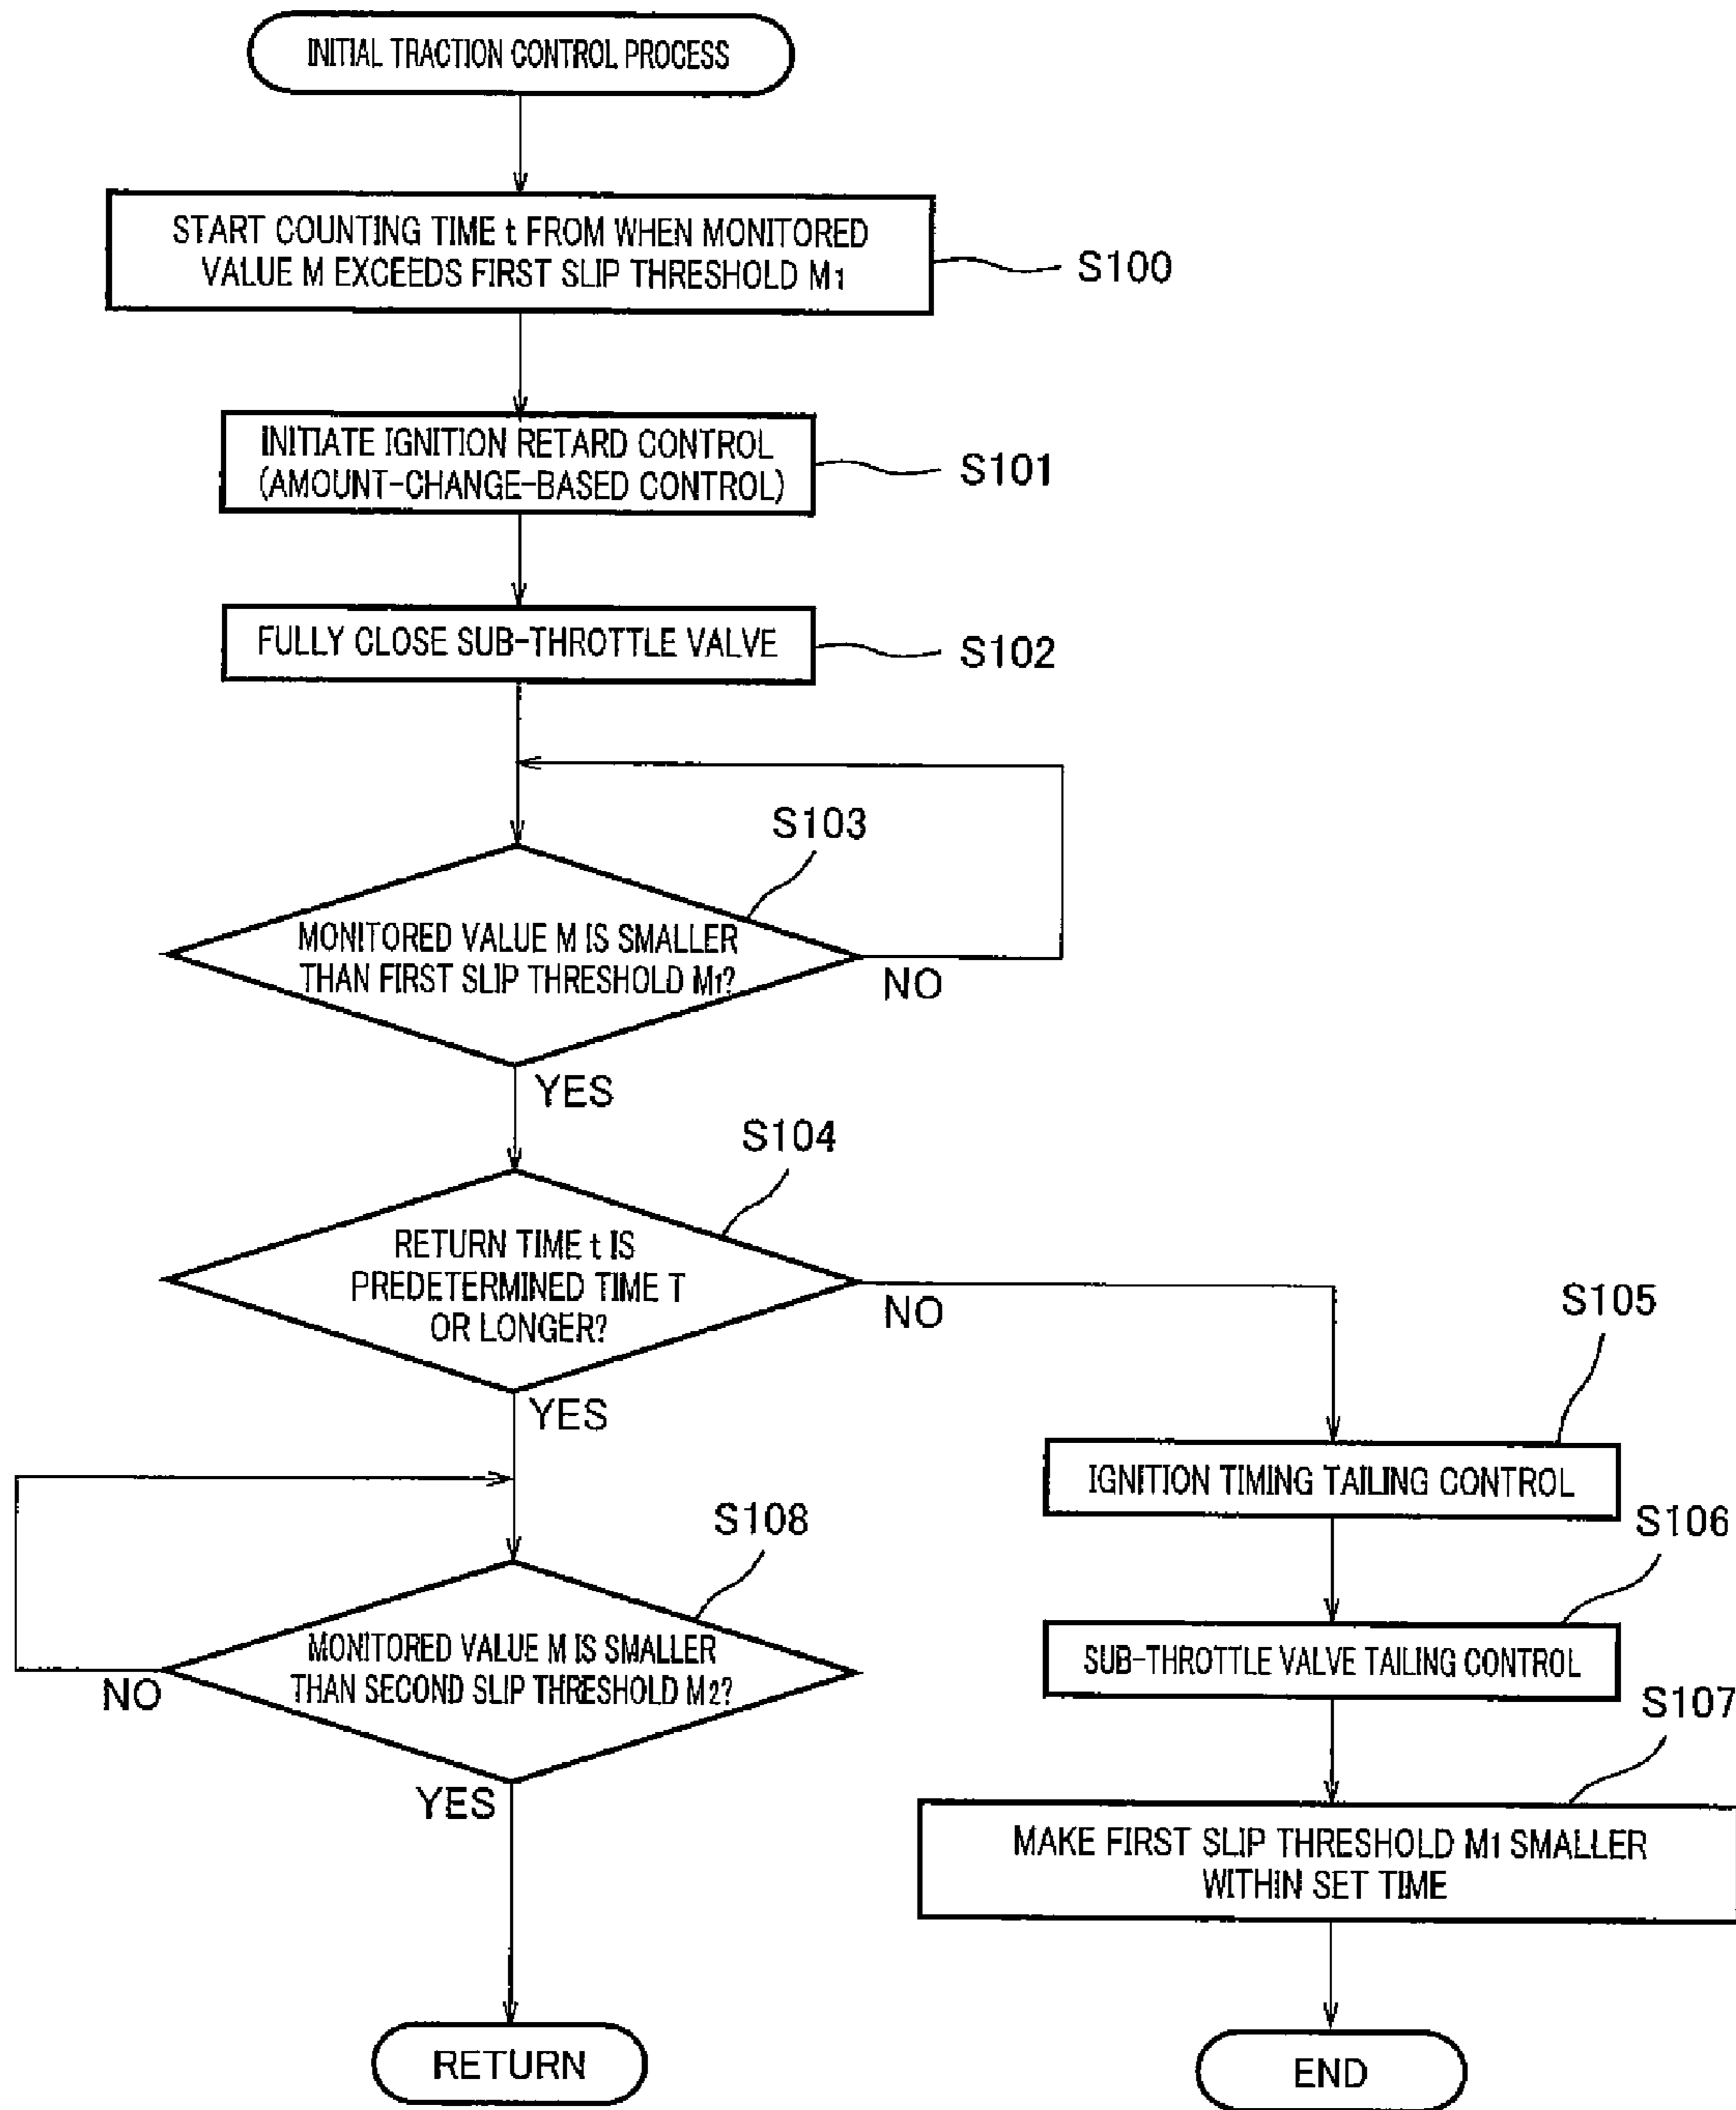 INITIAL TRACTION CONTROL PROCESS
START COUNTING TIME t FROM WHEN MONITORED
VALUE M EXCEEDS FIRST SLIP THRESHOLD M1
S100
INITIATE IGNITION RETARD CONTROL
(AMOUNT-CHANGE-BASED CONTROL)
S101
FULLY CLOSE SUB-THROTTLE VALVE
S102
S103
MONITORED VALUE M IS SMALLER
THAN FIRST SLIP THRESHOLD M1?
NO
YES
S104
RETURN TIME t IS
PREDETERMINED TIME T
OR LONGER?
NO
YES
S105
IGNITION TIMING TAILING CONTROL
S106
SUB-THROTTLE VALVE TAILING CONTROL
S107
MAKE FIRST SLIP THRESHOLD M1 SMALLER
WITHIN SET TIME
END
S108
MONITORED VALUE M IS SMALLER
THAN SECOND SLIP THRESHOLD M2?
NO
YES
RETURN